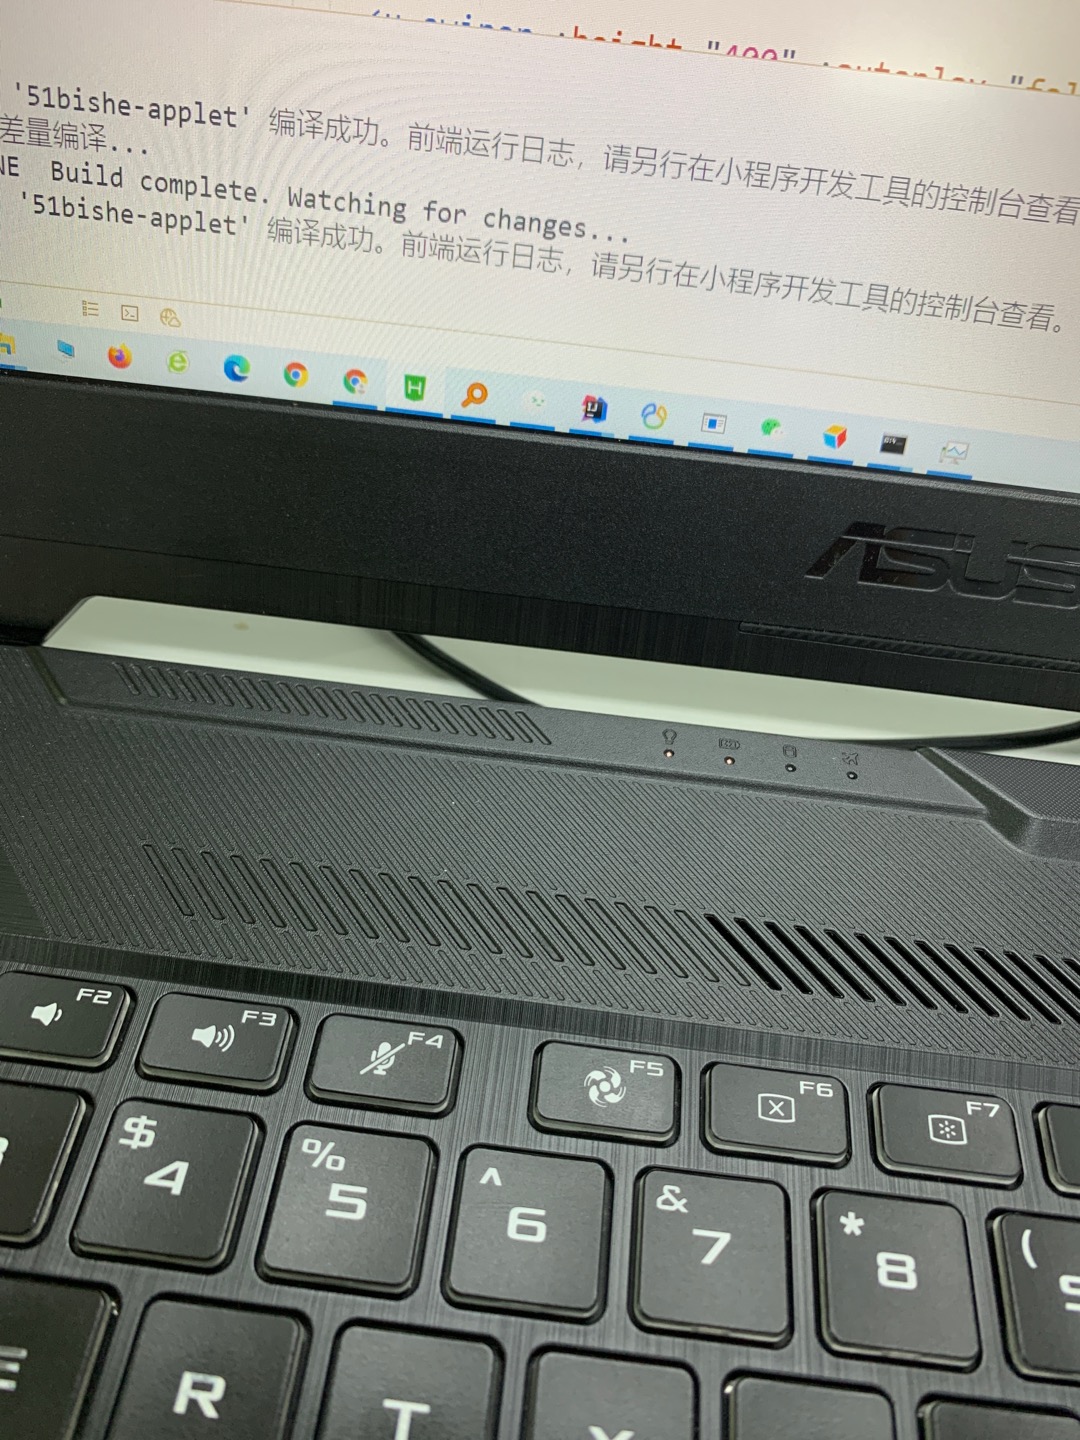 "400"
'51bishe-applet' 编译成功。前端运行日志，请另行在小程序开发工具的控制台查看
差量编译...
NE Build complete. Watching for changes...
'51bishe-applet' 编译成功。前端运行日志，请另行在小程序开发工具的控制台查看。
ASUS
F2
F3
F4
F5
F6
F7
$ 4
% 5
^ 6
& 7
* 8
( 9
R
T